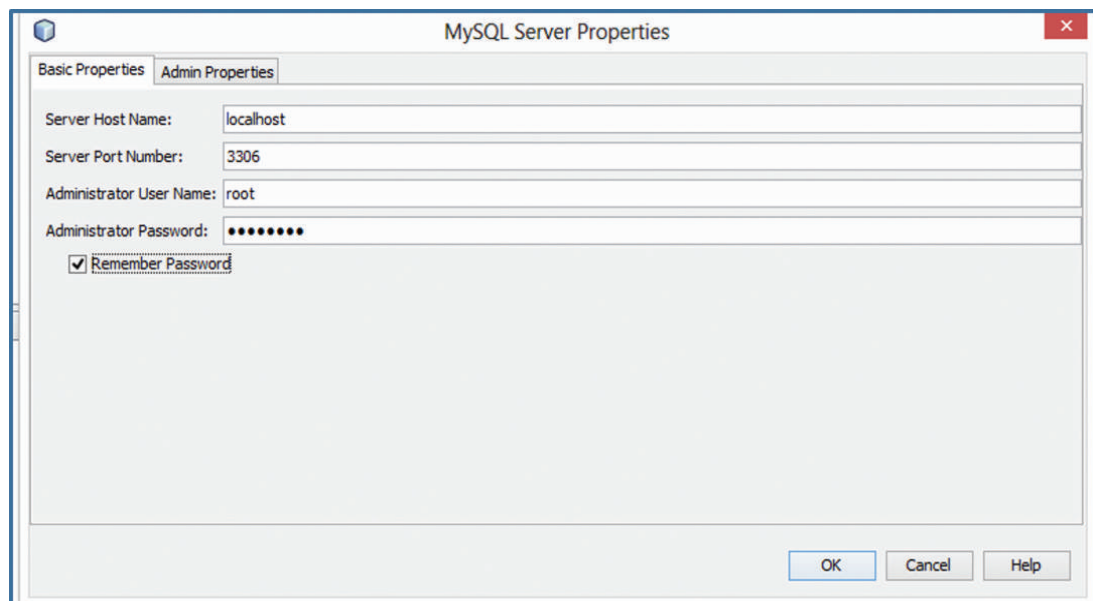 MySQL Server Properties
Basic Properties Admin Properties
Server Host Name: localhost
Server Port Number: 3306
Administrator User Name: root
Administrator Password: ••••••••
Remember Password
OK Cancel Help